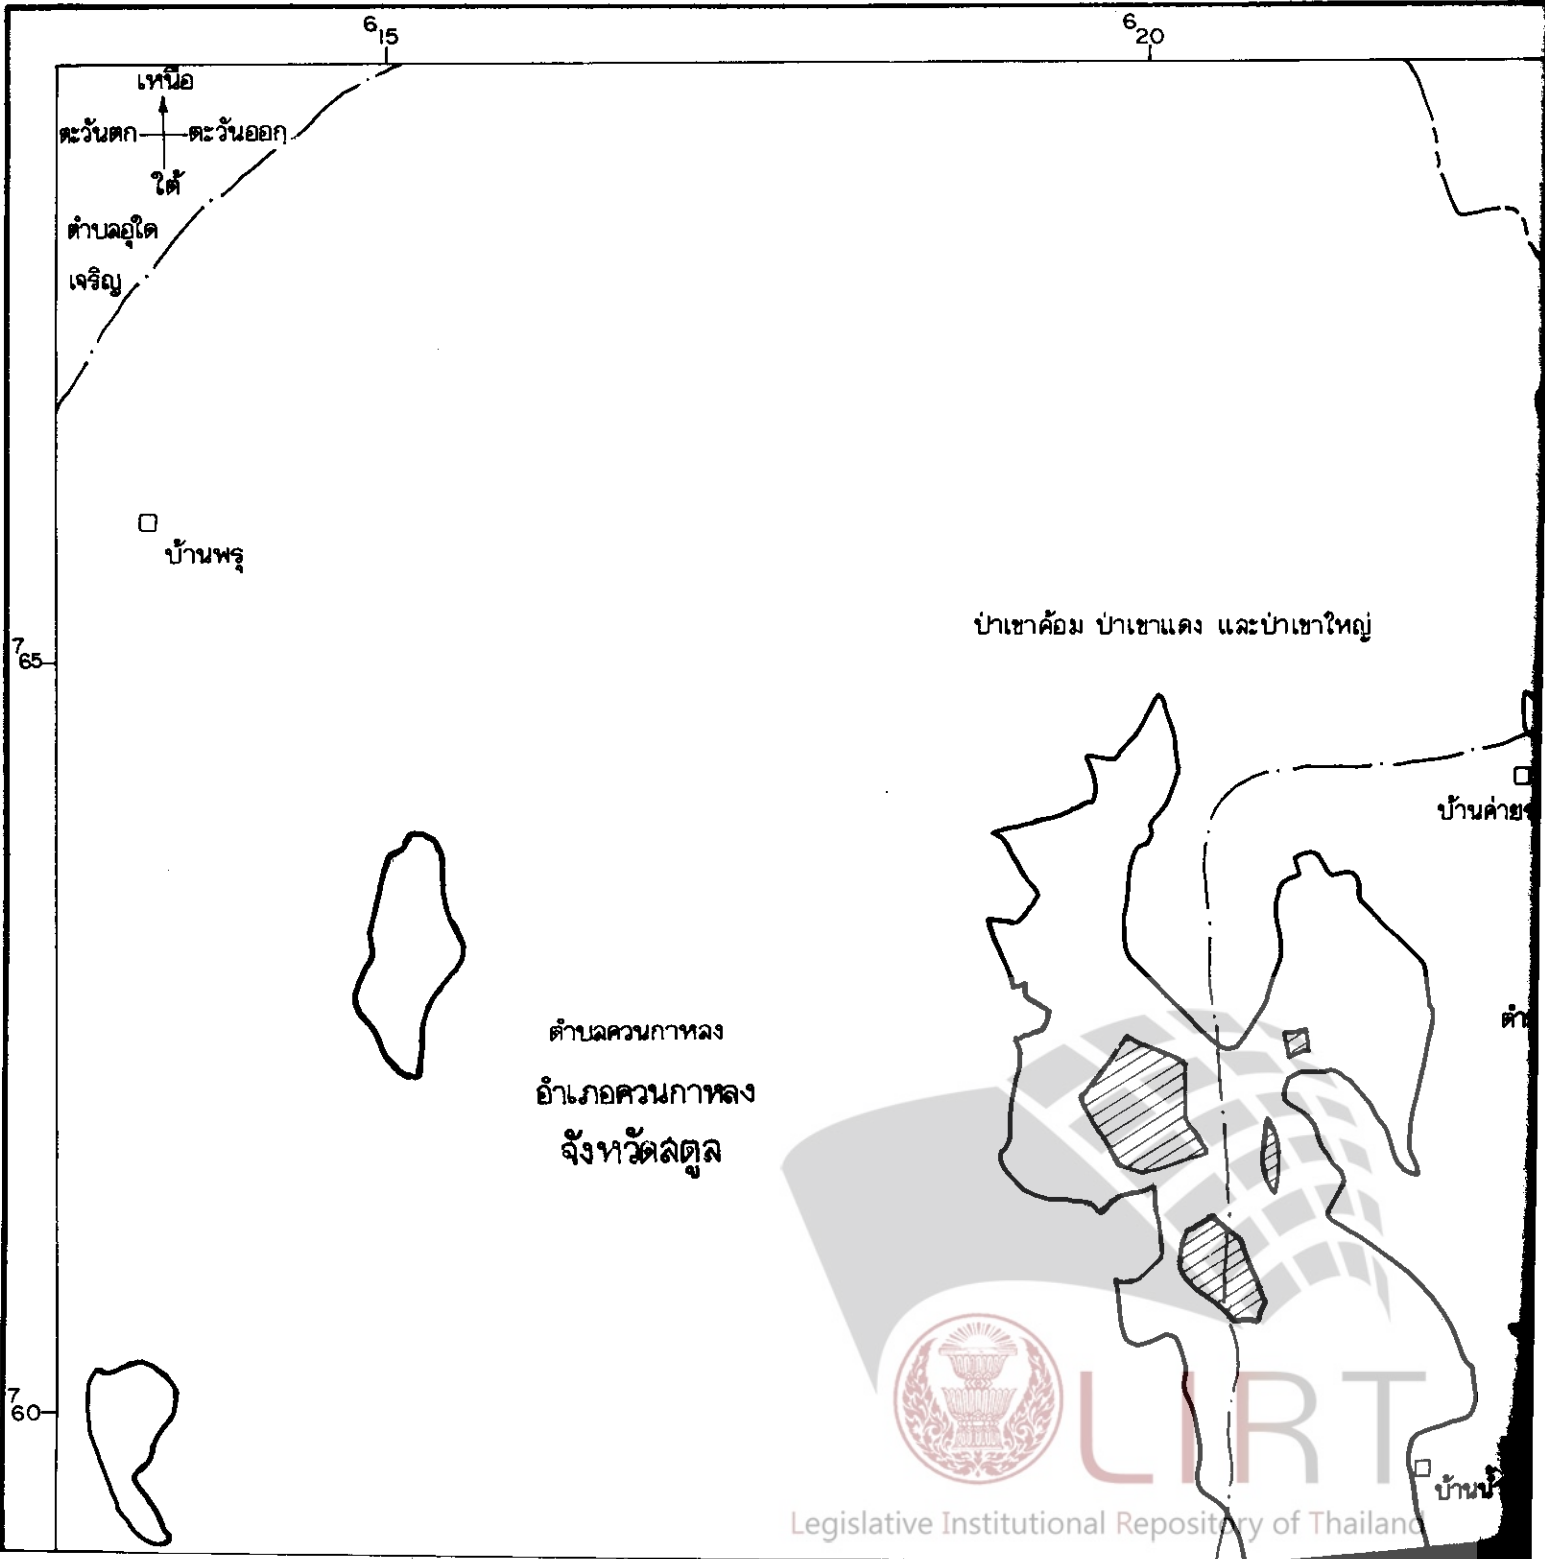 6 15
6 20
เหนือ
ตะวันตก ตะวันออก
ใต้
ตำบลอุใด
เจริญ
บ้านพรุ
ป่าเขาค้อม ป่าเขาแดง และป่าเขาใหญ่
7 65
บ้านค่าย
ตำบลควนกาหลง
อำเภอควนกาหลง
จังหวัดสตูล
7 60
LIRT
บ้านน้ำ
Legislative Institutional Repository of Thailand